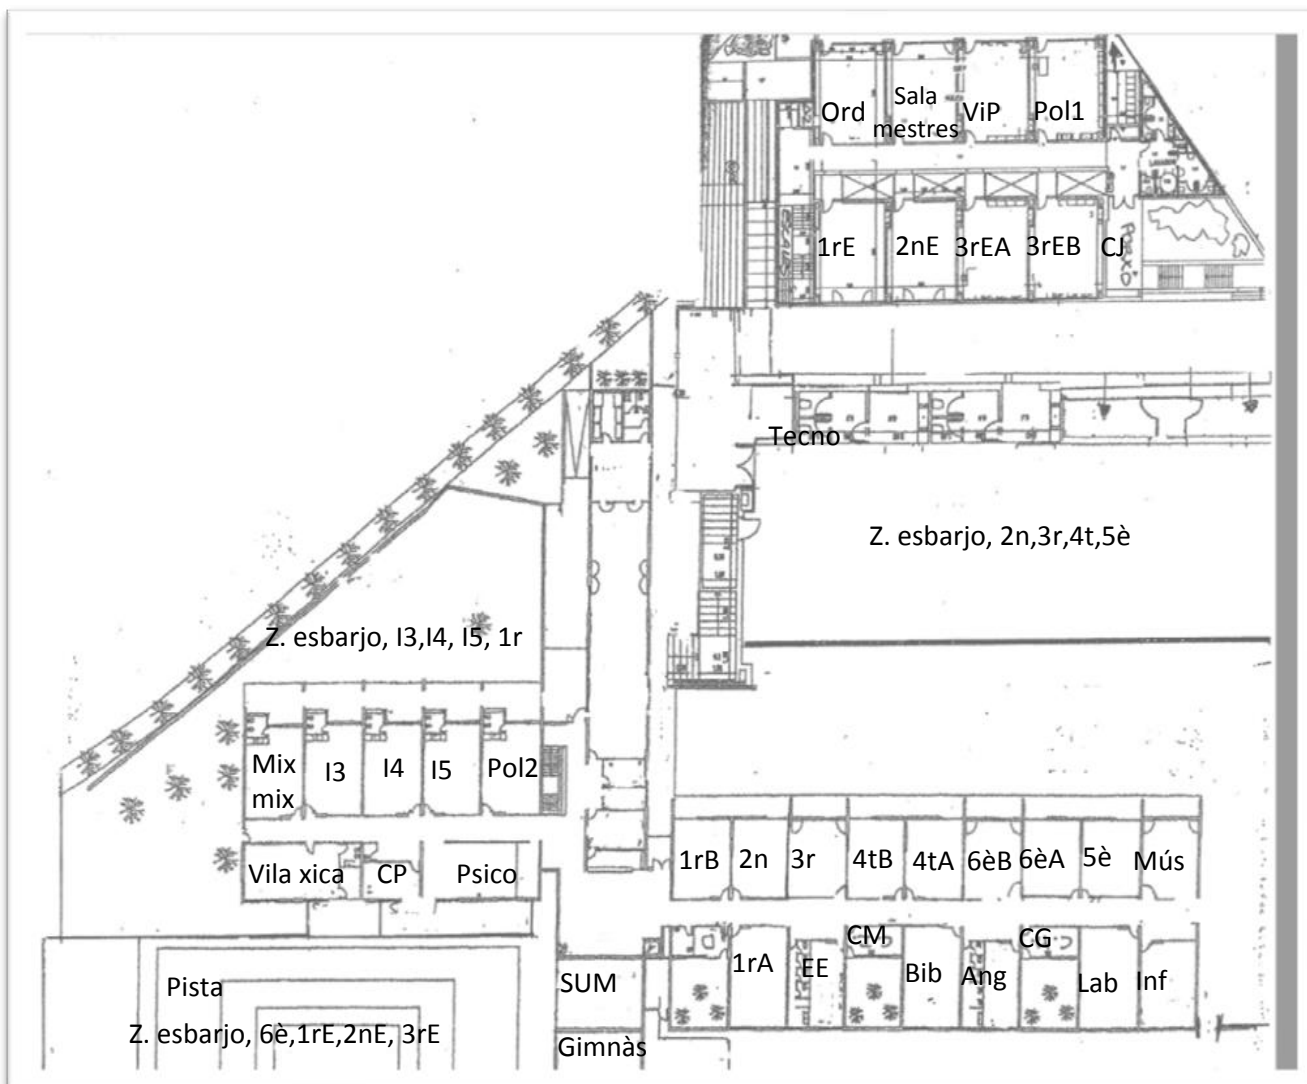 Ord
Sala
mestres
ViP
Pol1
1rE
2nE
3rEA
3rEB
CJ
PORXO
Tecno
Z. esbarjo, 2n,3r,4t,5è
Z. esbarjo, I3,I4, I5, 1r
Mix
mix
I3
I4
I5
Pol2
Vila xica
CP
Psico
1rB
2n
3r
4tB
4tA
6èB
6èA
5è
Mús
1rA
EE
CM
Bib
Ang
CG
Lab
Inf
SUM
Gimnàs
Pista
Z. esbarjo, 6è,1rE,2nE, 3rE